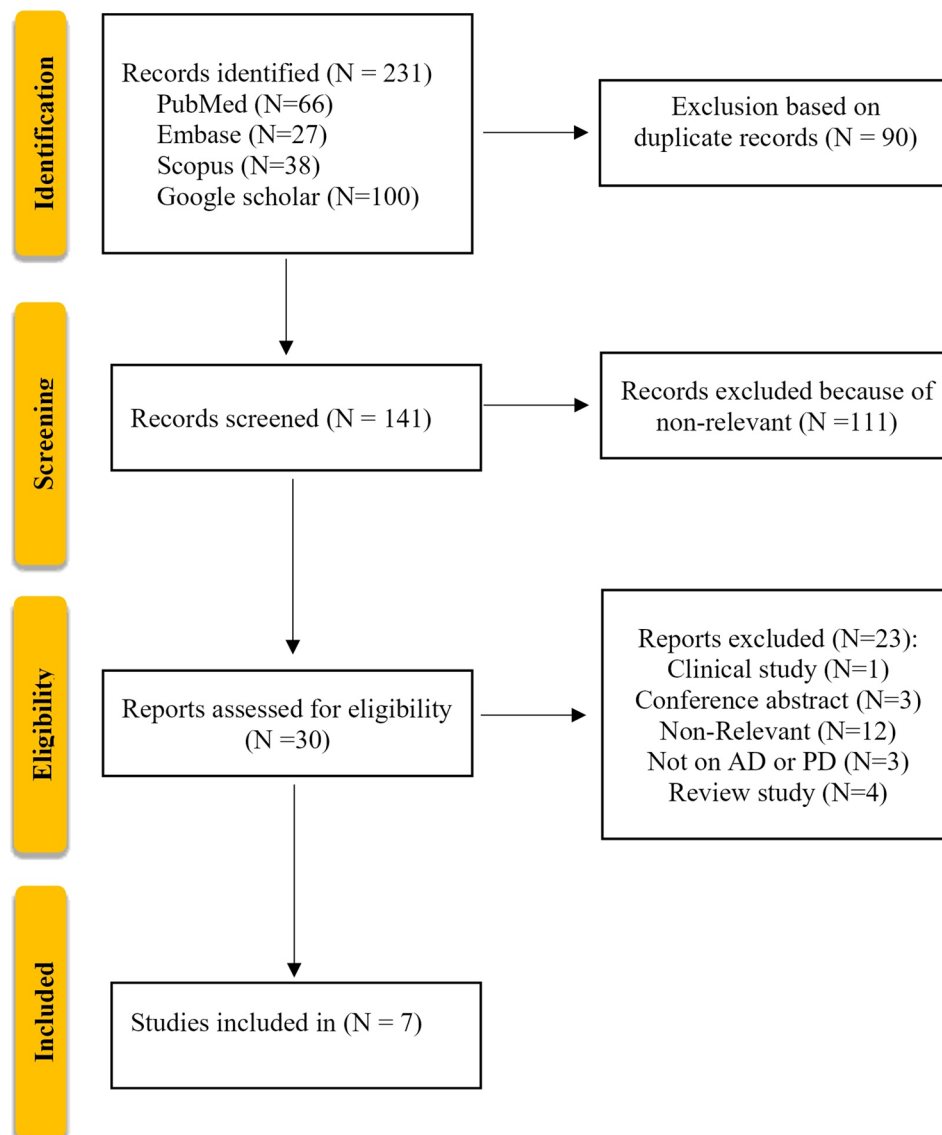 Identification
Records identified (N = 231)
PubMed (N=66)
Embase (N=27)
Scopus (N=38)
Google scholar (N=100)
Exclusion based on
duplicate records (N = 90)
Screening
Records screened (N = 141)
Records excluded because of
non-relevant (N =111)
Eligibility
Reports assessed for eligibility
(N =30)
Reports excluded (N=23):
Clinical study (N=1)
Conference abstract (N=3)
Non-Relevant (N=12)
Not on AD or PD (N=3)
Review study (N=4)
Included
Studies included in (N = 7)